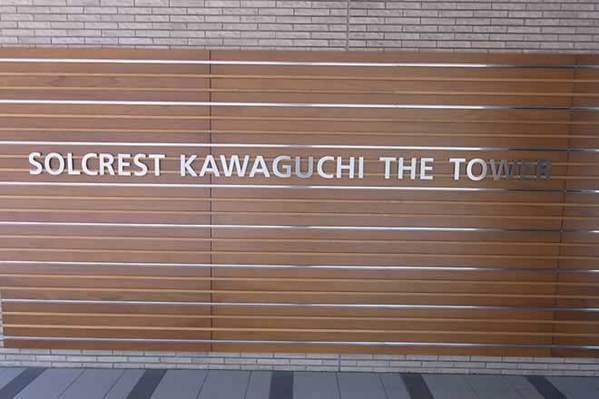 SOLCREST KAWAGUCHI THE TOWER